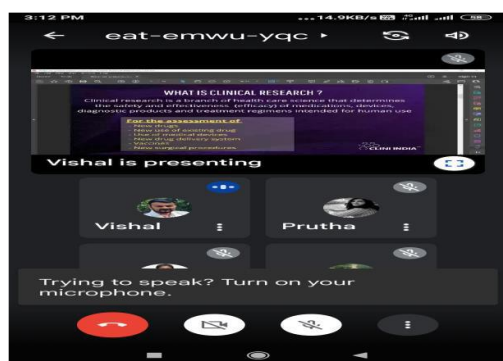 3:12 PM
14.9KB/s
eat-emwu-yqc
WHAT IS CLINICAL RESEARCH ?
Clinical research is a branch of health care science that determines
the safety and effectiveness (efficacy) of medications, devices,
diagnostic products and treatment regimens intended for human use
For the assessment of
- New drugs
- New use of existing drug
- Use of medical devices
- New drug delivery system
- Vaccines
- New surgical procedures
CLINI INDIA
Vishal is presenting
Vishal
Prutha
Trying to speak? Turn on your
microphone.